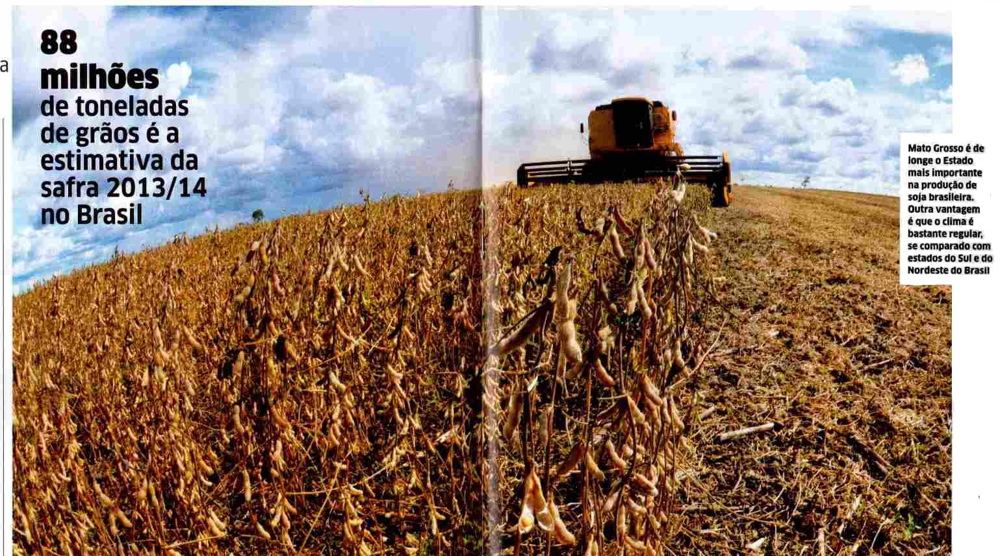 a
88
milhões
de toneladas
de grãos é a
estimativa da
safra 2013/14
no Brasil
Mato Grosso é de
longe o Estado
mais importante
na produção de
soja brasileira.
Outra vantagem
é que o clima é
bastante regular,
se comparado com
estados do Sul e do
Nordeste do Brasil